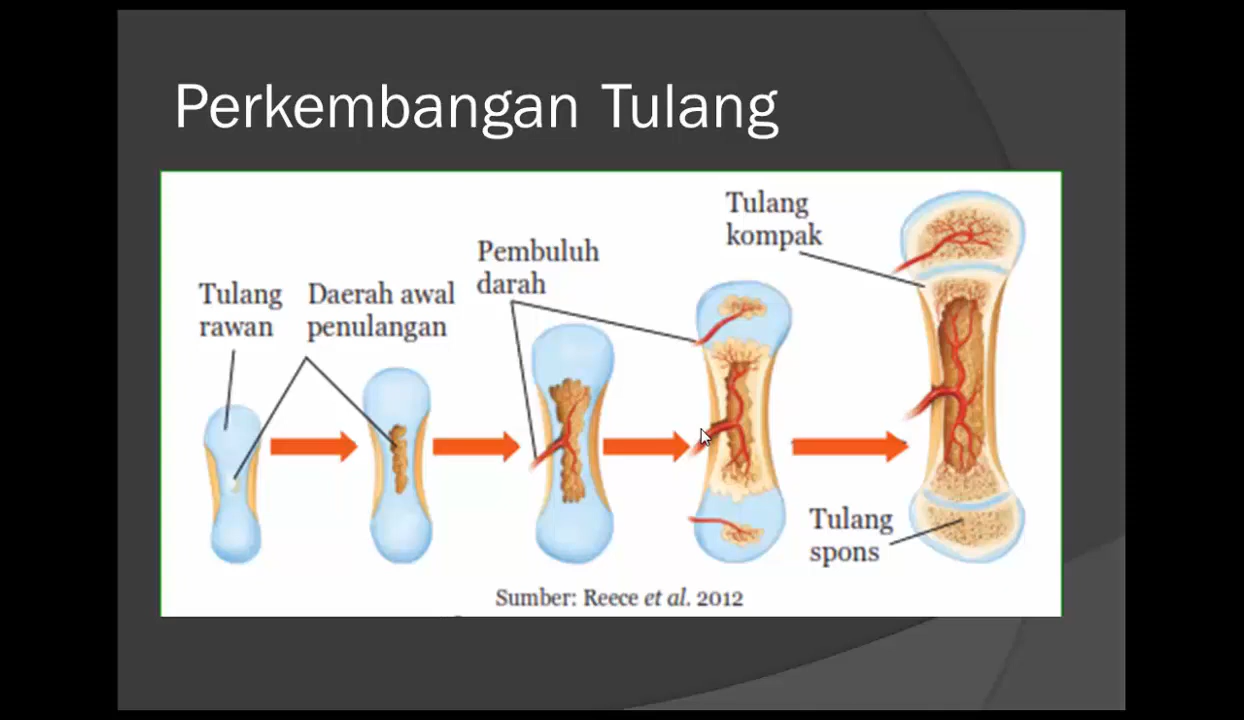 Perkembangan Tulang
Tulang
kompak
Pembuluh
darah
Tulang
rawan
Daerah awal
penulangan
Tulang
spons
Sumber: Reece et al. 2012